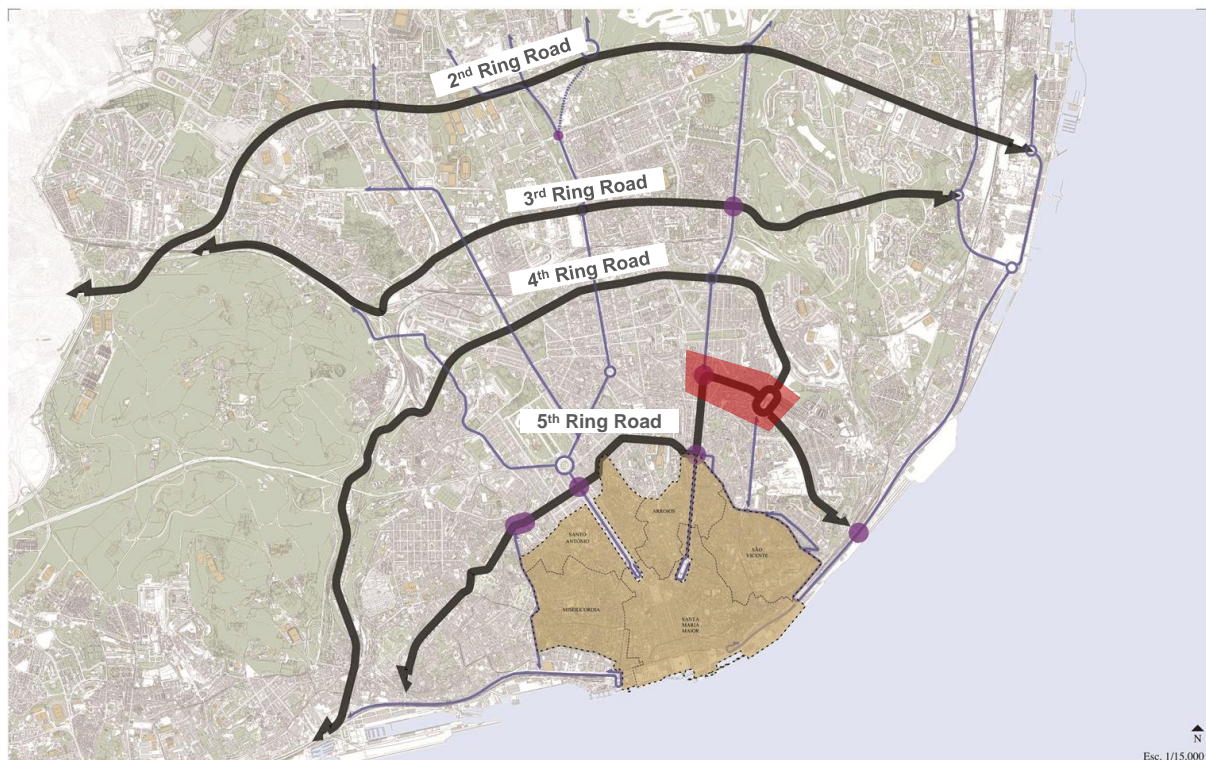 2nd Ring Road
3rd Ring Road
4th Ring Road
5th Ring Road
ARROIOS
SANTO
ANTÓNIO
SÃO
VICENTE
MISERICÓRDIA
SANTA
MARIA
MAIOR
N
Esc. 1/15.000